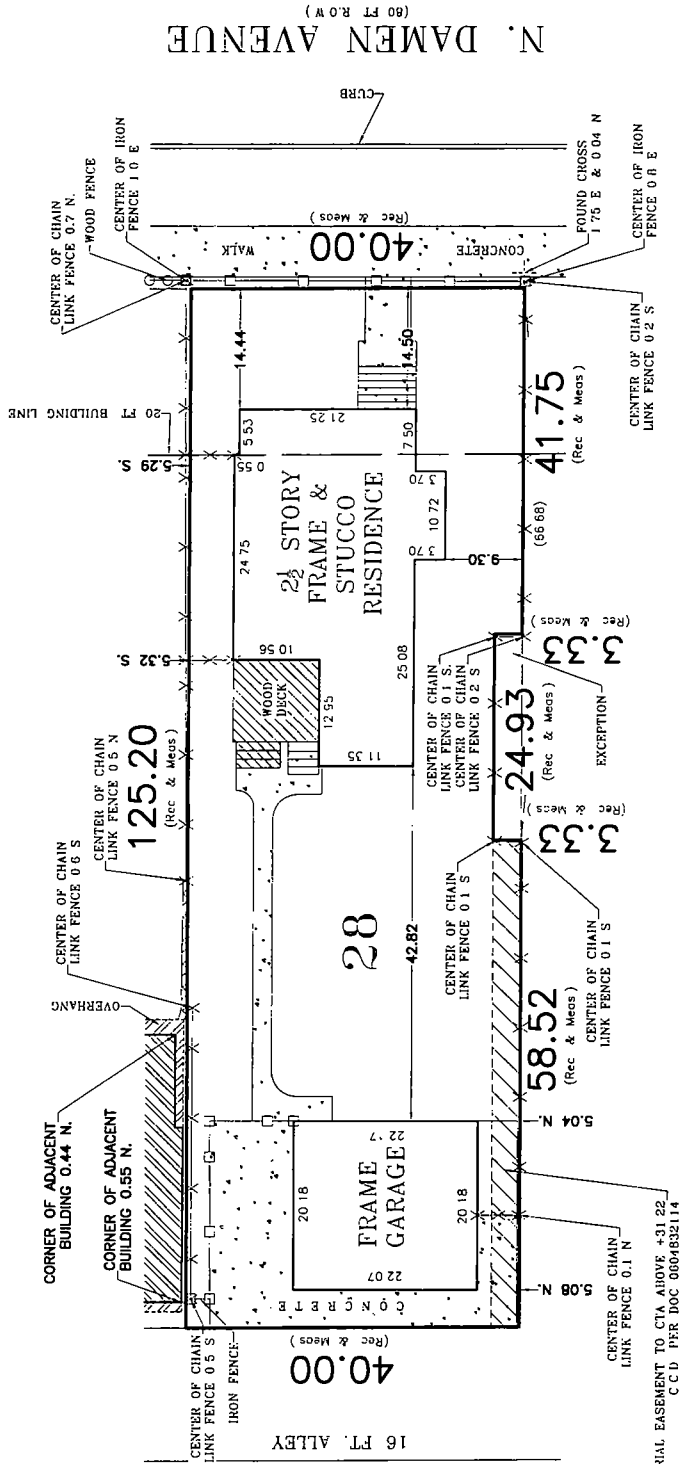 N. DAMEN AVENUE
(80 FT R.O.W)
CURB
CENTER OF CHAIN
LINK FENCE 0.7 N.
WOOD FENCE
CENTER OF IRON
FENCE 1 0 E
CONCRETE
WALK
40.00
(Rec & Meas )
FOUND CROSS
1 75 E & 0 04 N
CENTER OF IRON
FENCE 0 8 E
CENTER OF CHAIN
LINK FENCE 0 2 S
20 FT BUILDING LINE
14.44
14.50
5.29 S.
5 53
21 25
7 50
0 55
3 70
10 72
3 70
9.30
41.75
(Rec & Meas)
(66 68)
24 75
2½ STORY
FRAME &
STUCCO
RESIDENCE
5.32 S.
10 56
WOOD
DECK
12 95
25 08
11 35
CENTER OF CHAIN
LINK FENCE 0 1 S.
CENTER OF CHAIN
LINK FENCE 0 2 S
3.33
(Rec & Meas )
24.93
(Rec & Meas)
EXCEPTION
3.33
(Rec & Meas )
125.20
(Rec & Meas)
CENTER OF CHAIN
LINK FENCE 0 5 N
CENTER OF CHAIN
LINK FENCE 0 6 S
OVERHANG
28
42.82
CENTER OF CHAIN
LINK FENCE 0 1 S
CENTER OF CHAIN
LINK FENCE 0 1 S
58.52
(Rec & Meas)
CORNER OF ADJACENT
BUILDING 0.44 N.
CORNER OF ADJACENT
BUILDING 0.55 N.
5.04 N.
22 17
20 18
FRAME
GARAGE
20 18
22 07
5.08 N.
CONCRETE
40.00
(Rec & Meas )
CENTER OF CHAIN
LINK FENCE 0 5 S
IRON FENCE
CENTER OF CHAIN
LINK FENCE 0.1 N
RIAL EASEMENT TO CTA ABOVE +31 22
C C D PER DOC 0604632114
16 FT. ALLEY